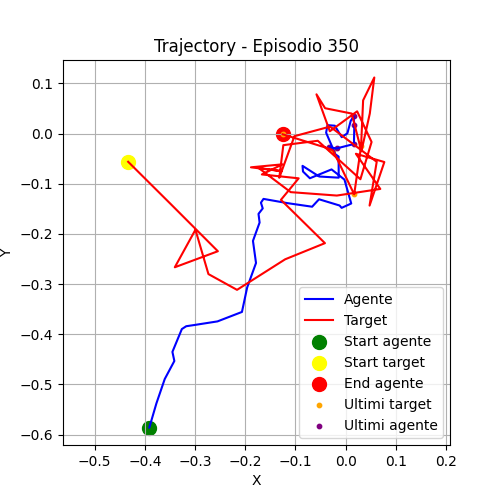 Trajectory - Episodio 350
0.1
0.0
−0.1
−0.2
−0.3
−0.4
−0.5
−0.6
Y
−0.5
−0.4
−0.3
−0.2
−0.1
0.0
0.1
0.2
X
Agente
Target
Start agente
Start target
End agente
Ultimi target
Ultimi agente